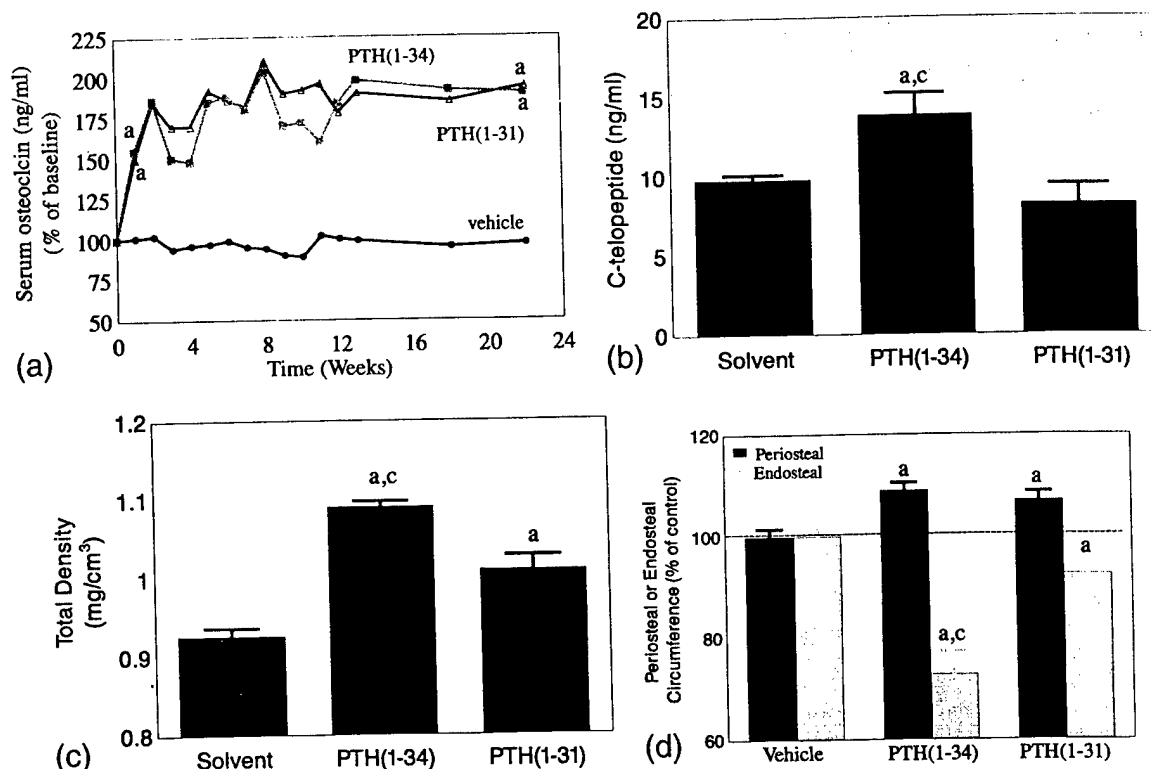 225
200
175
150
125
100
75
50
Serum osteoclcin (ng/ml)
(% of baseline)
PTH(1-34)
PTH(1-31)
vehicle
a
a
a
a
0
4
8
12
16
20
24
Time (Weeks)
(a)
20
15
10
5
0
C-telopeptide (ng/ml)
a,c
Solvent
PTH(1-34)
PTH(1-31)
(b)
1.2
1.1
1
0.9
0.8
Total Density
(mg/cm³)
a,c
a
Solvent
PTH(1-34)
PTH(1-31)
(c)
120
100
80
60
Periosteal or Endosteal
Circumference (% of control)
Periosteal
Endosteal
a
a
a,c
a
Vehicle
PTH(1-34)
PTH(1-31)
(d)